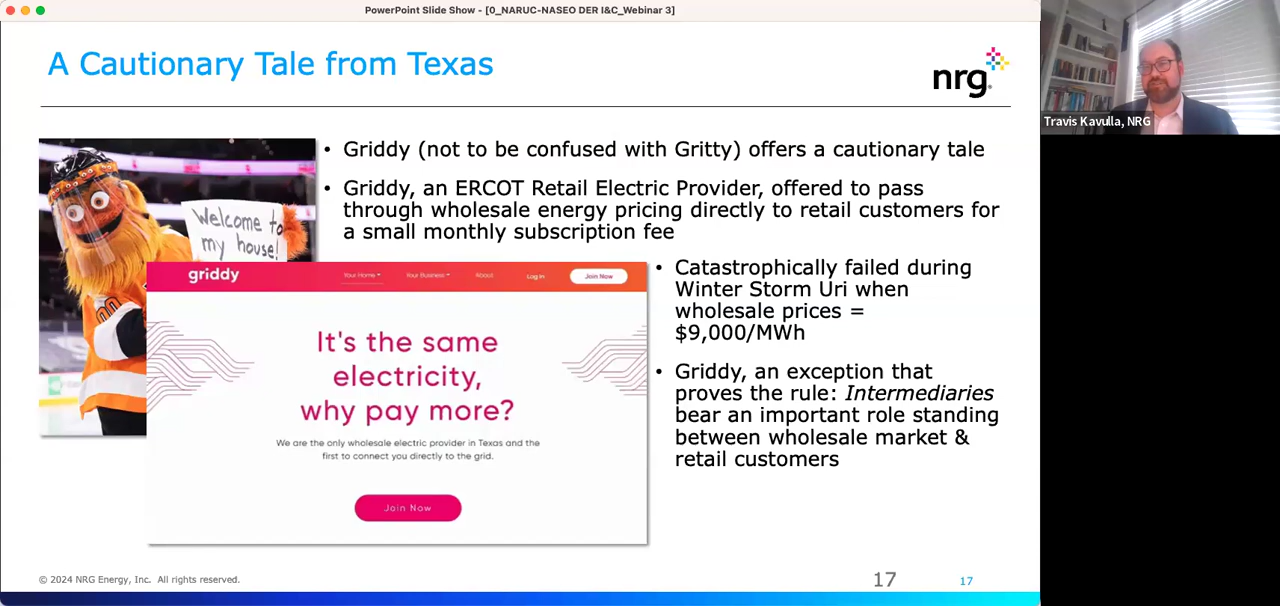 PowerPoint Slide Show - [0_NARUC-NASEO DER I&C_Webinar 3]
A Cautionary Tale from Texas
nrg
Travis Kavulla, NRG
Welcome to
my house!
• Griddy (not to be confused with Gritty) offers a cautionary tale
• Griddy, an ERCOT Retail Electric Provider, offered to pass
through wholesale energy pricing directly to retail customers for
a small monthly subscription fee
griddy
Your Home
Your Business
About
Log In
Join Now
It's the same
electricity,
why pay more?
We are the only wholesale electric provider in Texas and the
first to connect you directly to the grid.
Join Now
• Catastrophically failed during
Winter Storm Uri when
wholesale prices =
$9,000/MWh
• Griddy, an exception that
proves the rule: Intermediaries
bear an important role standing
between wholesale market &
retail customers
© 2024 NRG Energy, Inc. All rights reserved.
17
17